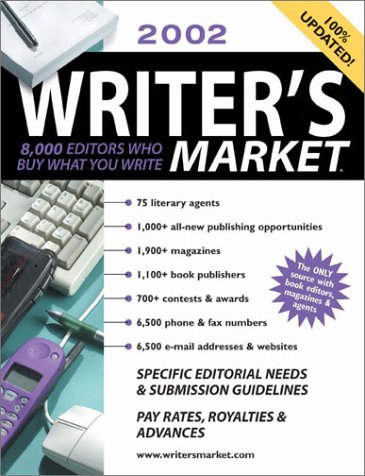 2002
100%
UPDATED!
WRITER'S
8,000 EDITORS WHO
BUY WHAT YOU WRITE
MARKET
75 literary agents
1,000+ all-new publishing opportunities
1,900+ magazines
1,100+ book publishers
700+ contests & awards
6,500 phone & fax numbers
6,500 e-mail addresses & websites
The ONLY
source with
book editors,
magazines &
agents
SPECIFIC EDITORIAL NEEDS
& SUBMISSION GUIDELINES
PAY RATES, ROYALTIES &
ADVANCES
www.writersmarket.com